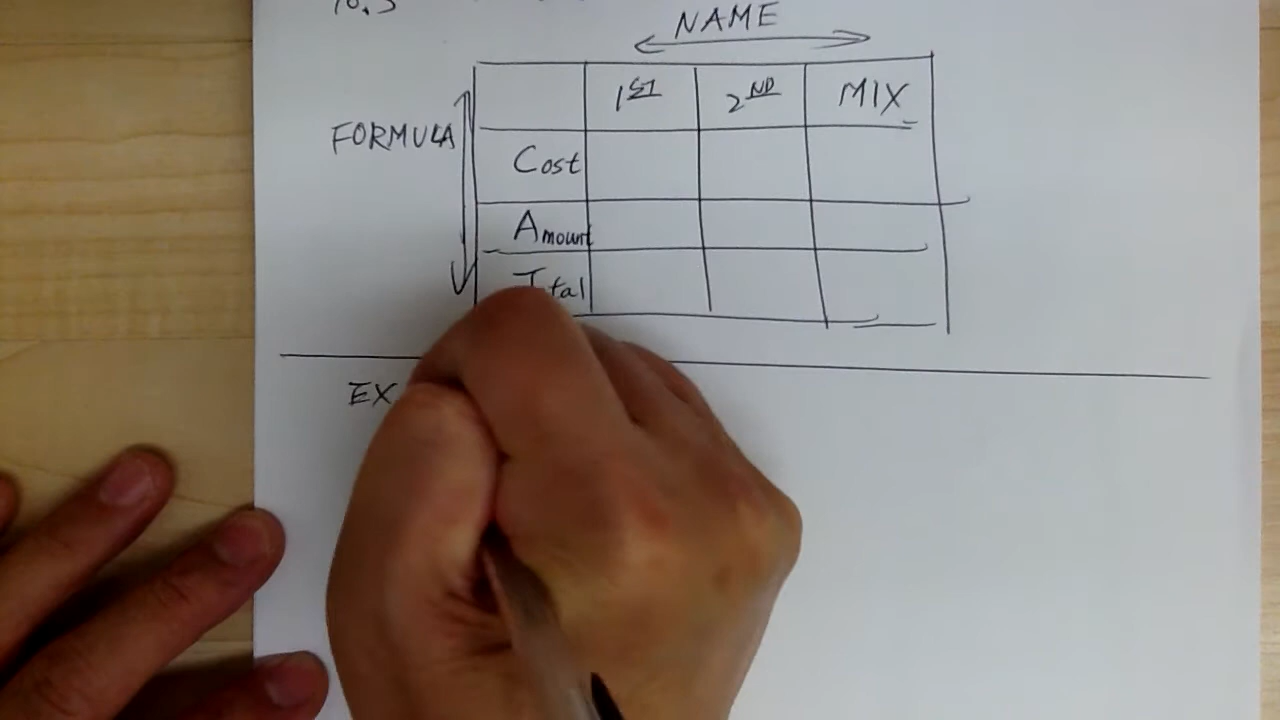 NAME
1ST 2ND MIX
FORMULA
Cost
Amount
Total
EX